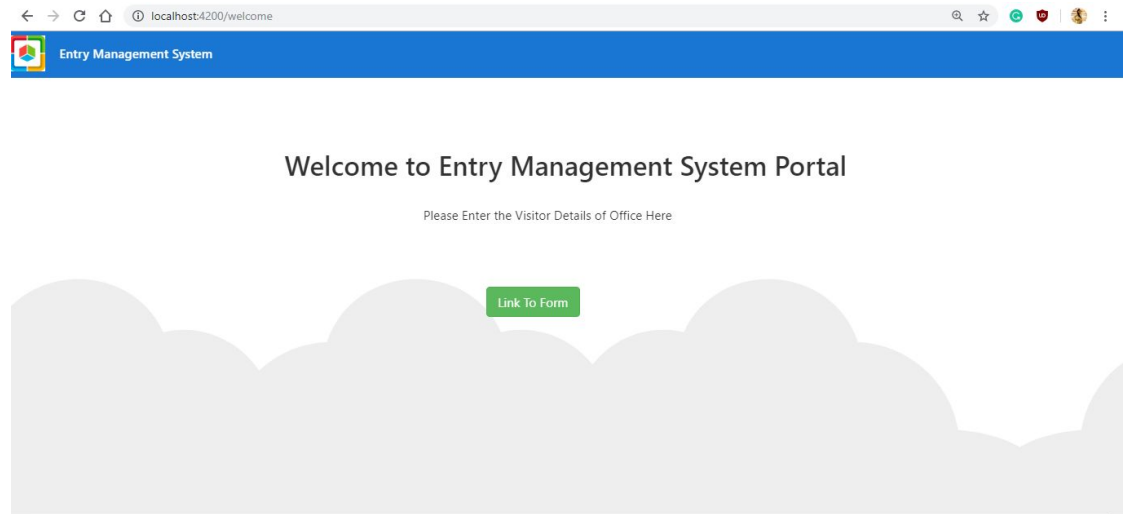 localhost:4200/welcome
Entry Management System
Welcome to Entry Management System Portal
Please Enter the Visitor Details of Office Here
Link To Form